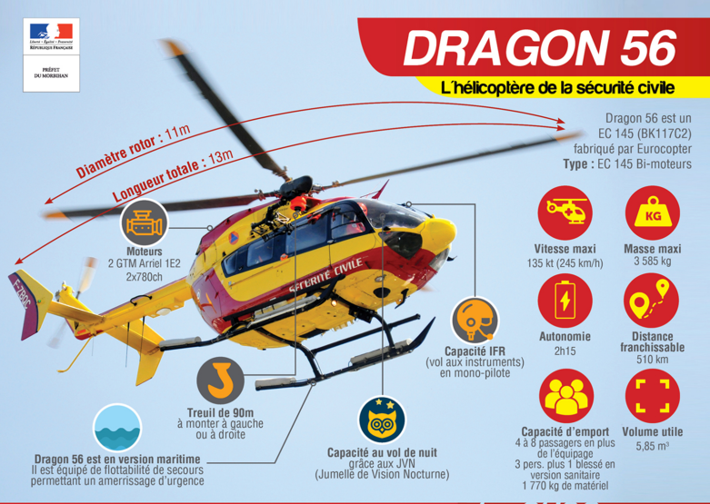 Liberté • Égalité • Fraternité
RÉPUBLIQUE FRANÇAISE
PRÉFET
DU MORBIHAN
DRAGON 56
L'hélicoptère de la sécurité civile
Dragon 56 est un
EC 145 (BK117C2)
fabriqué par Eurocopter
Type : EC 145 Bi-moteurs
Diamètre rotor : 11m
Longueur totale : 13m
Moteurs
2 GTM Arriel 1E2
2x780ch
SÉCURITÉ CIVILE
KG
Vitesse maxi
135 kt (245 km/h)
Masse maxi
3 585 kg
Autonomie
2h15
Distance
franchissable
510 km
Capacité IFR
(vol aux instruments)
en mono-pilote
Treuil de 90m
à monter à gauche
ou à droite
Capacité au vol de nuit
grâce aux JVN
(Jumelle de Vision Nocturne)
Dragon 56 est en version maritime
Il est équipé de flottabilité de secours
permettant un amerrissage d'urgence
Capacité d'emport
4 à 8 passagers en plus
de l'équipage
3 pers. plus 1 blessé en
version sanitaire
1 770 kg de matériel
Volume utile
5,85 m³